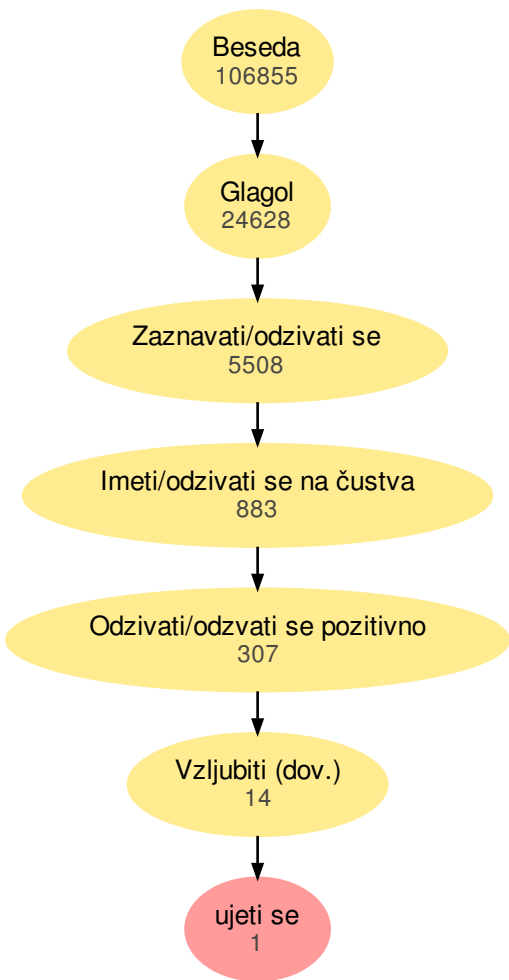 Beseda
106855
Glagol
24628
Zaznavati/odzivati se
5508
Imeti/odzivati se na čustva
883
Odzivati/odzvati se pozitivno
307
Vzljubiti (dov.)
14
ujeti se
1